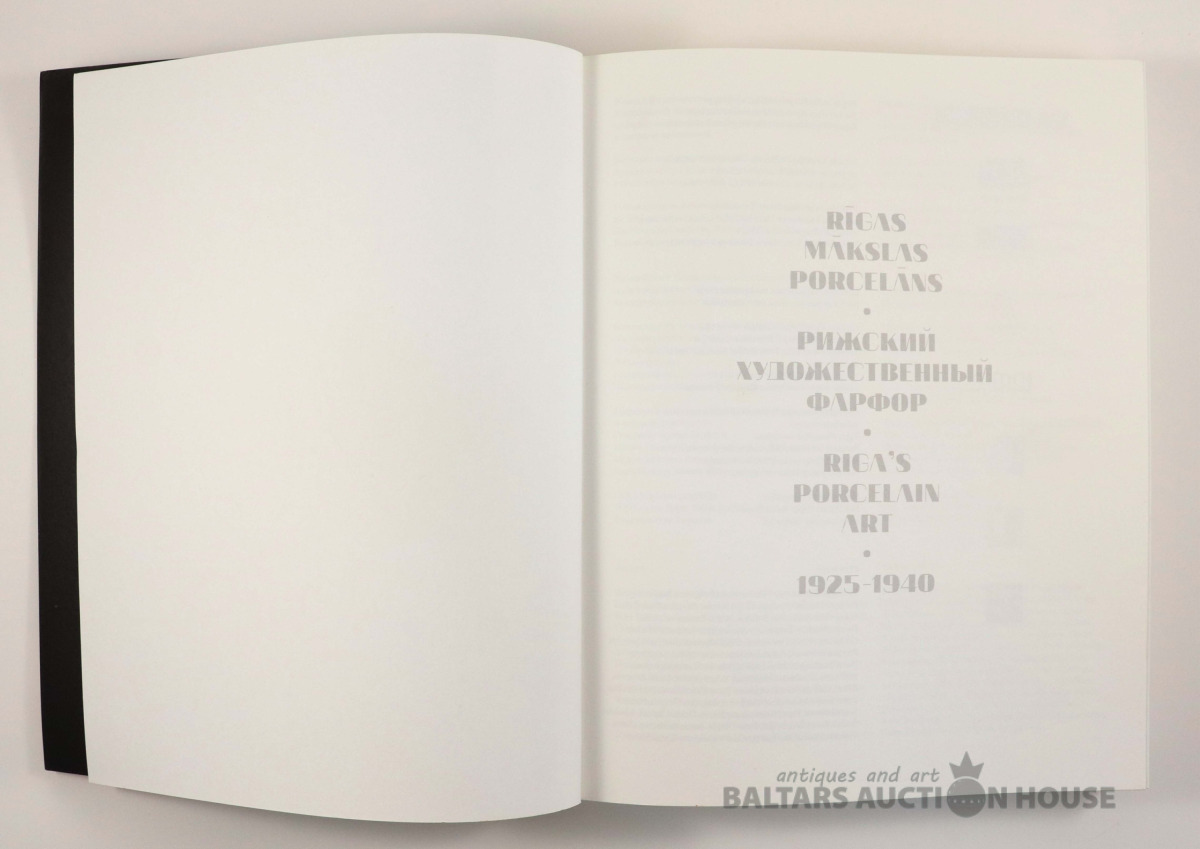 RĪGAS
MĀKSLAS
PORCELĀNS
•
РИЖСКИЙ
ХУДОЖЕСТВЕННЫЙ
ФАРФОР
•
RIGA'S
PORCELAIN
ART
•
1925-1940
antiques and art
BALTARS AUCTION HOUSE